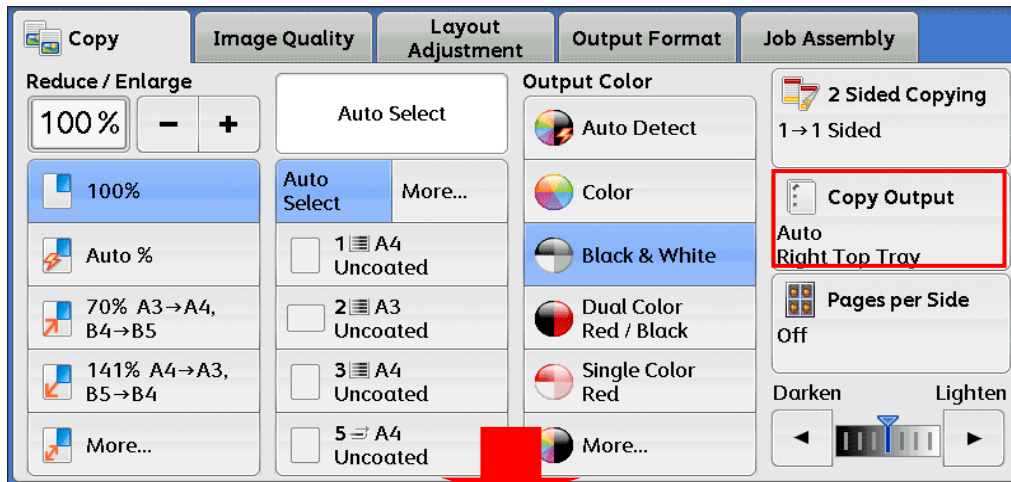 Copy
Image Quality
Layout
Adjustment
Output Format
Job Assembly
Reduce / Enlarge
100%
−
+
100%
Auto %
70% A3→A4,
B4→B5
141% A4→A3,
B5→B4
More...
Auto Select
Auto
Select
More...
1 A4
Uncoated
2 A3
Uncoated
3 A4
Uncoated
5 A4
Uncoated
Output Color
Auto Detect
Color
Black & White
Dual Color
Red / Black
Single Color
Red
More...
2 Sided Copying
1→1 Sided
Copy Output
Auto
Right Top Tray
Pages per Side
Off
Darken Lighten